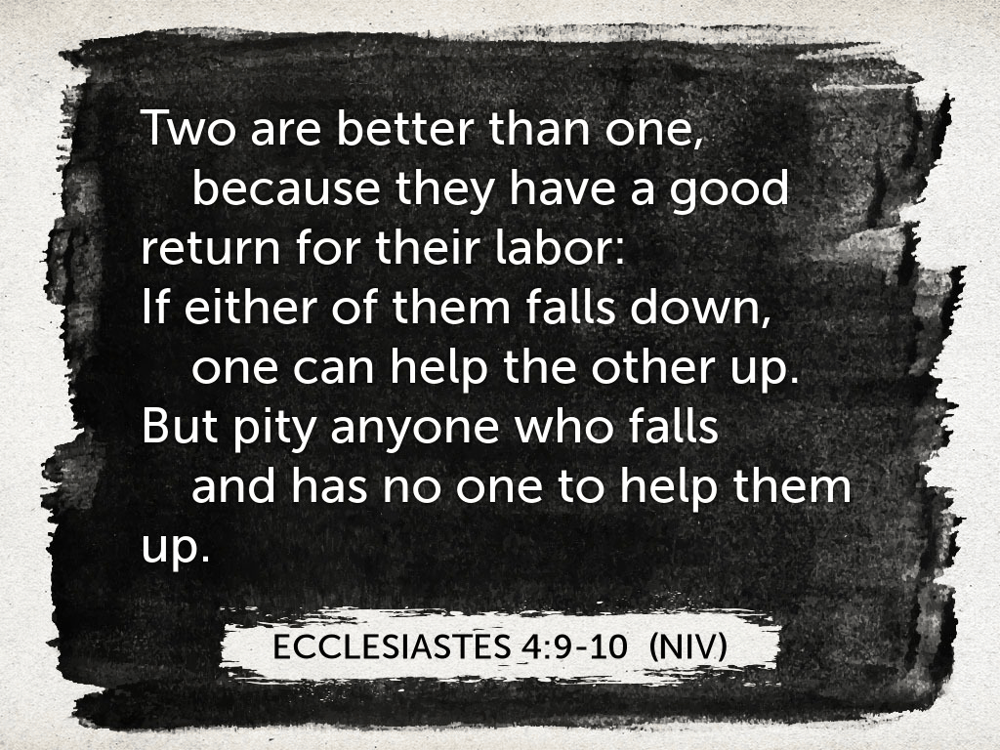 Two are better than one,
because they have a good
return for their labor:
If either of them falls down,
one can help the other up.
But pity anyone who falls
and has no one to help them
up.
ECCLESIASTES 4:9-10 (NIV)